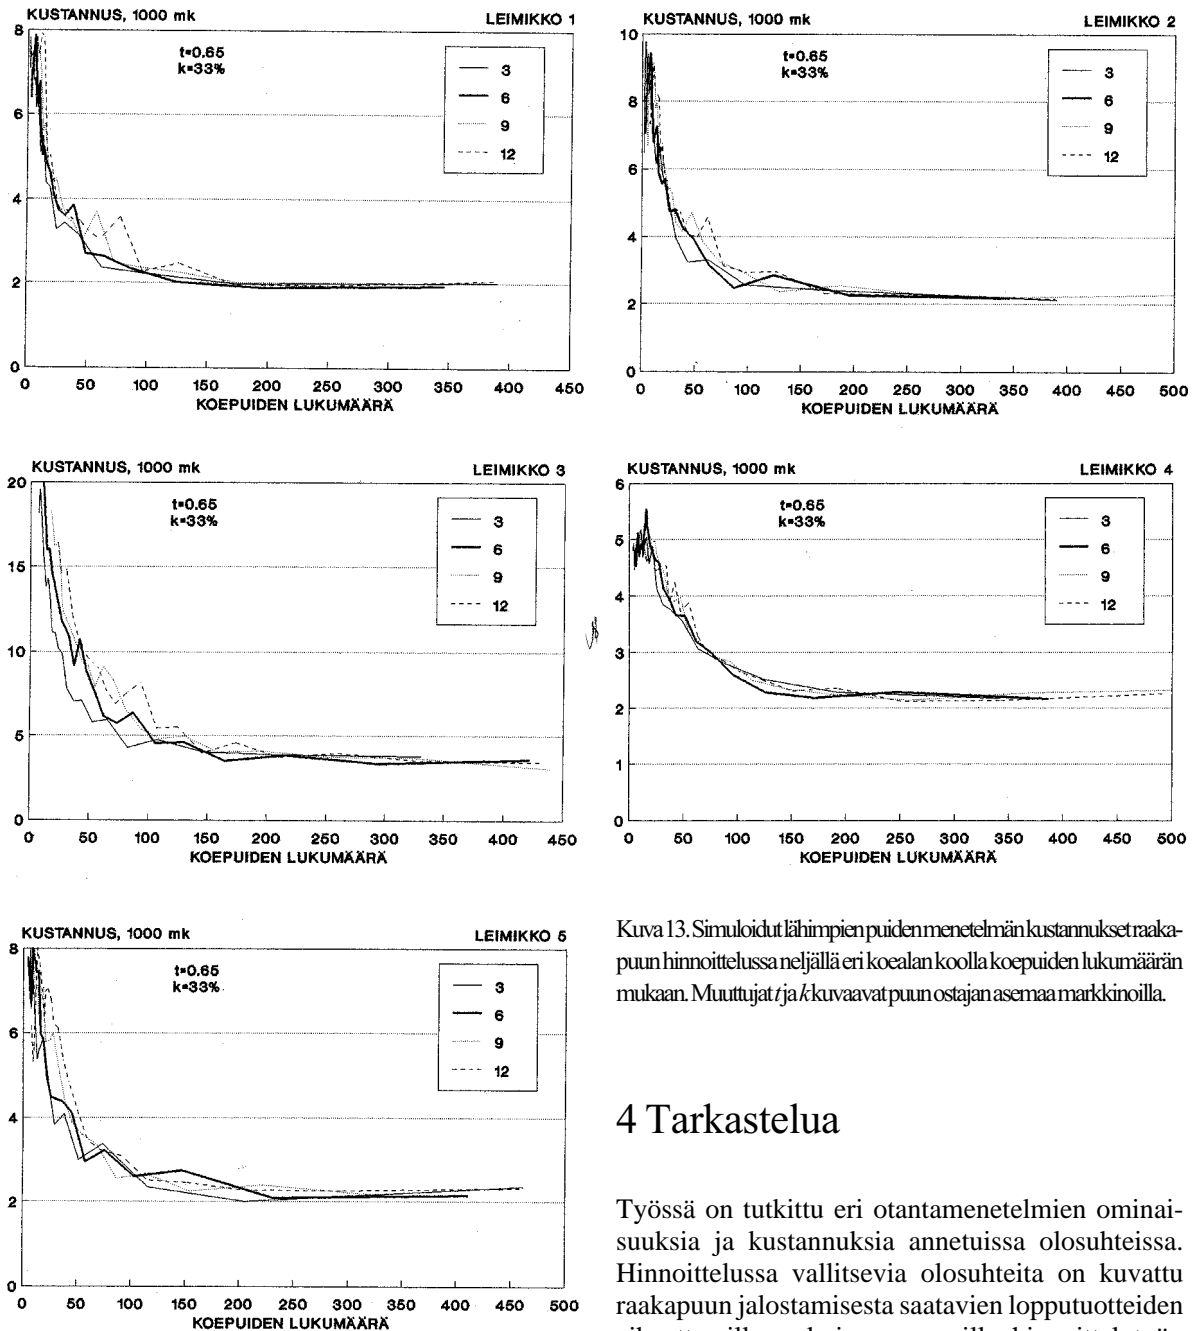 KUSTANNUS, 1000 mk
LEIMIKKO 1
t=0.65
k=33%
3
6
9
12
8
6
4
2
0
0 50 100 150 200 250 300 350 400 450
KOEPUIDEN LUKUMÄÄRÄ
KUSTANNUS, 1000 mk
LEIMIKKO 2
t=0.65
k=33%
3
6
9
12
10
8
6
4
2
0
0 50 100 150 200 250 300 350 400 450 500
KOEPUIDEN LUKUMÄÄRÄ
KUSTANNUS, 1000 mk
LEIMIKKO 3
t=0.65
k=33%
3
6
9
12
20
15
10
5
0
0 50 100 150 200 250 300 350 400 450
KOEPUIDEN LUKUMÄÄRÄ
KUSTANNUS, 1000 mk
LEIMIKKO 4
t=0.65
k=33%
3
6
9
12
6
5
4
3
2
1
0
0 50 100 150 200 250 300 350 400 450 500
KOEPUIDEN LUKUMÄÄRÄ
KUSTANNUS, 1000 mk
LEIMIKKO 5
t=0.65
k=33%
3
6
9
12
8
6
4
2
0
0 50 100 150 200 250 300 350 400 450 500
KOEPUIDEN LUKUMÄÄRÄ
Kuva 13. Simuloidut lähimpien puiden menetelmän kustannukset raaka-
puun hinnoittelussa neljällä eri koealan koolla koepuiden lukumäärän
mukaan. Muuttujat t ja k kuvaavat puun ostajan asemaa markkinoilla.
4 Tarkastelua
Työssä on tutkittu eri otantamenetelmien ominai-
suuksia ja kustannuksia annetuissa olosuhteissa.
Hinnoittelussa vallitsevia olosuhteita on kuvattu
raakapuun jalostamisesta saatavien lopputuotteiden